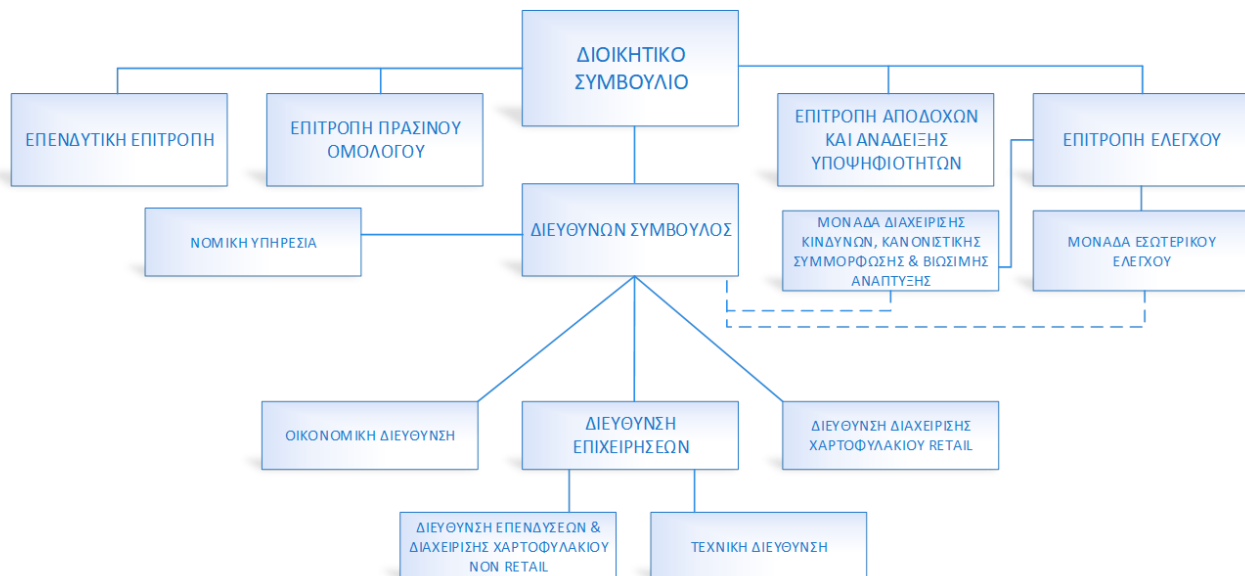 ΔΙΟΙΚΗΤΙΚΟ
ΣΥΜΒΟΥΛΙΟ
ΕΠΕΝΔΥΤΙΚΗ ΕΠΙΤΡΟΠΗ
ΕΠΙΤΡΟΠΗ ΠΡΑΣΙΝΟΥ
ΟΜΟΛΟΓΟΥ
ΕΠΙΤΡΟΠΗ ΑΠΟΔΟΧΩΝ
ΚΑΙ ΑΝΑΔΕΙΞΗΣ
ΥΠΟΨΗΦΙΟΤΗΤΩΝ
ΕΠΙΤΡΟΠΗ ΕΛΕΓΧΟΥ
ΝΟΜΙΚΗ ΥΠΗΡΕΣΙΑ
ΔΙΕΥΘΥΝΩΝ ΣΥΜΒΟΥΛΟΣ
ΜΟΝΑΔΑ ΔΙΑΧΕΙΡΙΣΗΣ
ΚΙΝΔΥΝΩΝ, ΚΑΝΟΝΙΣΤΙΚΗΣ
ΣΥΜΜΟΡΦΩΣΗΣ & ΒΙΩΣΙΜΗΣ
ΑΝΑΠΤΥΞΗΣ
ΜΟΝΑΔΑ ΕΣΩΤΕΡΙΚΟΥ
ΕΛΕΓΧΟΥ
ΟΙΚΟΝΟΜΙΚΗ ΔΙΕΥΘΥΝΣΗ
ΔΙΕΥΘΥΝΣΗ
ΕΠΙΧΕΙΡΗΣΕΩΝ
ΔΙΕΥΘΥΝΣΗ ΔΙΑΧΕΙΡΙΣΗΣ
ΧΑΡΤΟΦΥΛΑΚΙΟΥ RETAIL
ΔΙΕΥΘΥΝΣΗ ΕΠΕΝΔΥΣΕΩΝ &
ΔΙΑΧΕΙΡΙΣΗΣ ΧΑΡΤΟΦΥΛΑΚΙΟΥ
NON RETAIL
ΤΕΧΝΙΚΗ ΔΙΕΥΘΥΝΣΗ